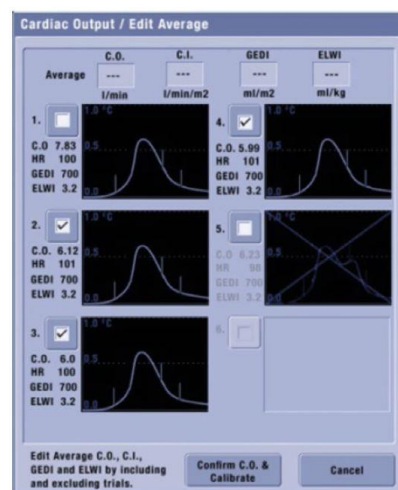 Cardiac Output / Edit Average
C.O. C.I. GEDI ELWI
Average --- --- --- ---
l/min l/min/m2 ml/m2 ml/kg
1.
1.0 °C
0.5
0.0
C.O 7.83
HR 100
GEDI 700
ELWI 3.2
2.
1.0 °C
0.5
0.0
C.O. 6.12
HR 101
GEDI 700
ELWI 3.2
3.
1.0 °C
0.5
0.0
C.O. 6.0
HR 100
GEDI 700
ELWI 3.2
4.
1.0 °C
0.5
0.0
C.O. 5.99
HR 101
GEDI 700
ELWI 3.2
5.
1.0 °C
0.5
0.0
C.O. 6.23
HR 98
GEDI 700
ELWI 3.2
6.
Edit Average C.O., C.I.,
GEDI and ELWI by including
and excluding trials.
Confirm C.O. &
Calibrate
Cancel